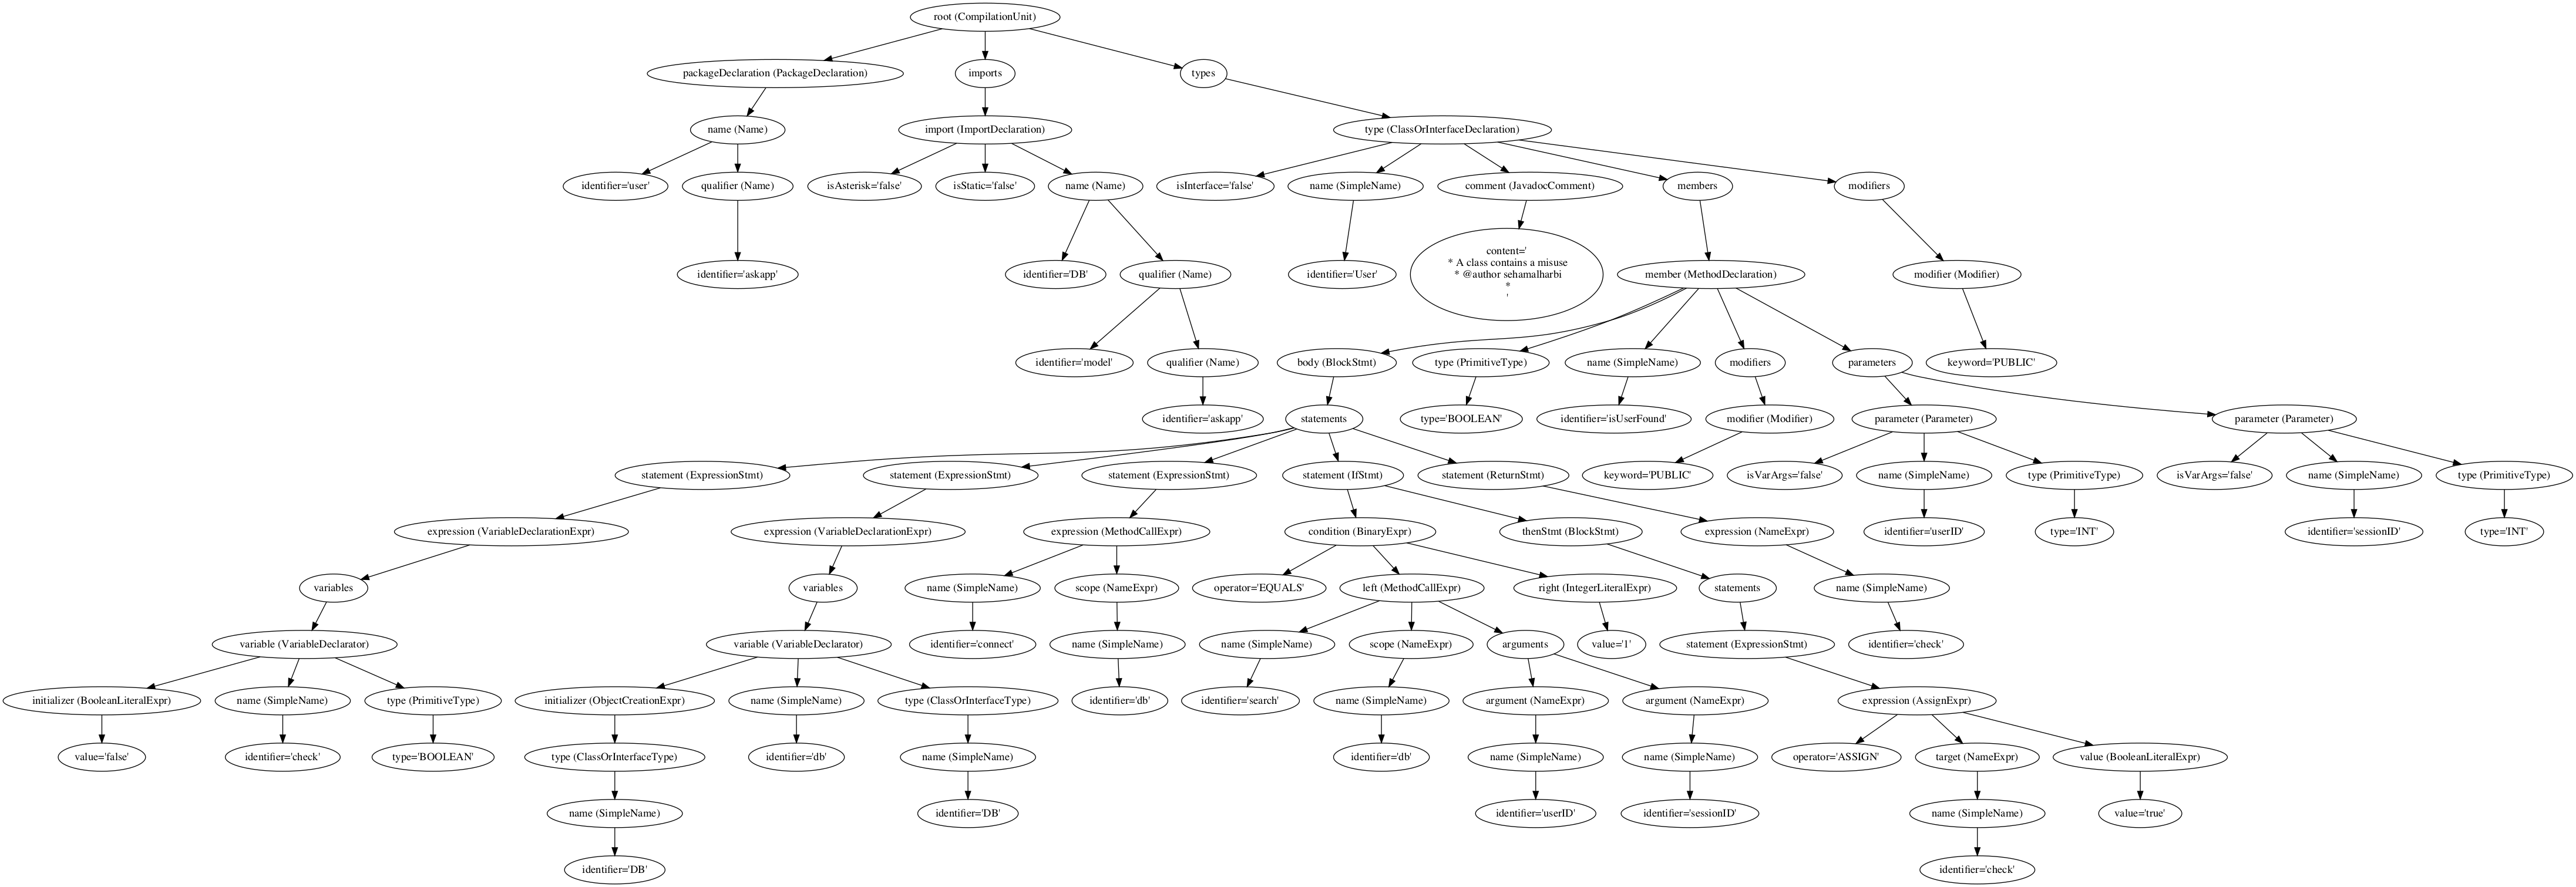 root (CompilationUnit)
packageDeclaration (PackageDeclaration)
imports
types
name (Name)
import (ImportDeclaration)
type (ClassOrInterfaceDeclaration)
identifier='user'
qualifier (Name)
isAsterisk='false'
isStatic='false'
name (Name)
isInterface='false'
name (SimpleName)
comment (JavadocComment)
members
modifiers
identifier='askapp'
identifier='DB'
qualifier (Name)
identifier='User'
content='
* A class contains a misuse
* @author sehamalharbi
*
'
member (MethodDeclaration)
modifier (Modifier)
identifier='model'
qualifier (Name)
body (BlockStmt)
type (PrimitiveType)
name (SimpleName)
modifiers
parameters
keyword='PUBLIC'
identifier='askapp'
statements
type='BOOLEAN'
identifier='isUserFound'
modifier (Modifier)
parameter (Parameter)
parameter (Parameter)
statement (ExpressionStmt)
statement (ExpressionStmt)
statement (ExpressionStmt)
statement (IfStmt)
statement (ReturnStmt)
keyword='PUBLIC'
isVarArgs='false'
name (SimpleName)
type (PrimitiveType)
isVarArgs='false'
name (SimpleName)
type (PrimitiveType)
expression (VariableDeclarationExpr)
expression (VariableDeclarationExpr)
expression (MethodCallExpr)
condition (BinaryExpr)
thenStmt (BlockStmt)
expression (NameExpr)
identifier='userID'
type='INT'
identifier='sessionID'
type='INT'
variables
variables
name (SimpleName)
scope (NameExpr)
operator='EQUALS'
left (MethodCallExpr)
right (IntegerLiteralExpr)
statements
name (SimpleName)
variable (VariableDeclarator)
variable (VariableDeclarator)
identifier='connect'
name (SimpleName)
name (SimpleName)
scope (NameExpr)
arguments
value='1'
statement (ExpressionStmt)
identifier='check'
initializer (BooleanLiteralExpr)
name (SimpleName)
type (PrimitiveType)
initializer (ObjectCreationExpr)
name (SimpleName)
type (ClassOrInterfaceType)
identifier='db'
identifier='search'
name (SimpleName)
argument (NameExpr)
argument (NameExpr)
expression (AssignExpr)
value='false'
identifier='check'
type='BOOLEAN'
type (ClassOrInterfaceType)
identifier='db'
name (SimpleName)
identifier='db'
name (SimpleName)
name (SimpleName)
operator='ASSIGN'
target (NameExpr)
value (BooleanLiteralExpr)
name (SimpleName)
identifier='DB'
identifier='userID'
identifier='sessionID'
name (SimpleName)
value='true'
identifier='DB'
identifier='check'